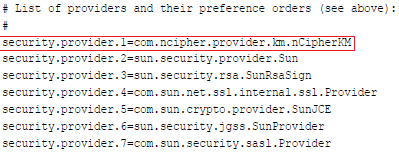 # List of providers and their preference orders (see above):
#
security.provider.1=com.ncipher.provider.km.nCipherKM
security.provider.2=sun.security.provider.Sun
security.provider.3=sun.security.rsa.SunRsaSign
security.provider.4=com.sun.net.ssl.internal.ssl.Provider
security.provider.5=com.sun.crypto.provider.SunJCE
security.provider.6=sun.security.jgss.SunProvider
security.provider.7=com.sun.security.sasl.Provider